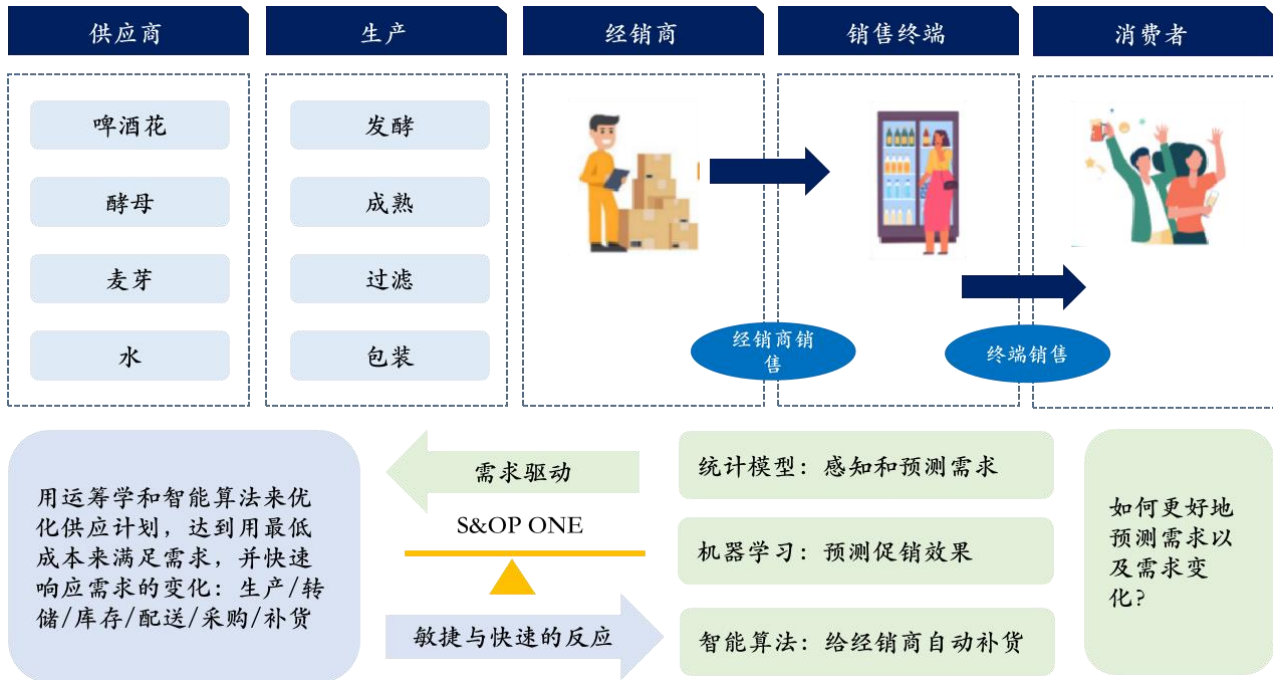 供应商
生产
经销商
销售终端
消费者
啤酒花
酵母
麦芽
水
发酵
成熟
过滤
包装
经销商销
售
终端销售
用运筹学和智能算法来优
化供应计划，达到用最低
成本来满足需求，并快速
响应需求的变化：生产/转
储/库存/配送/采购/补货
需求驱动
S&OP ONE
敏捷与快速的反应
统计模型：感知和预测需求
机器学习：预测促销效果
智能算法：给经销商自动补货
如何更好地
预测需求以
及需求变
化？